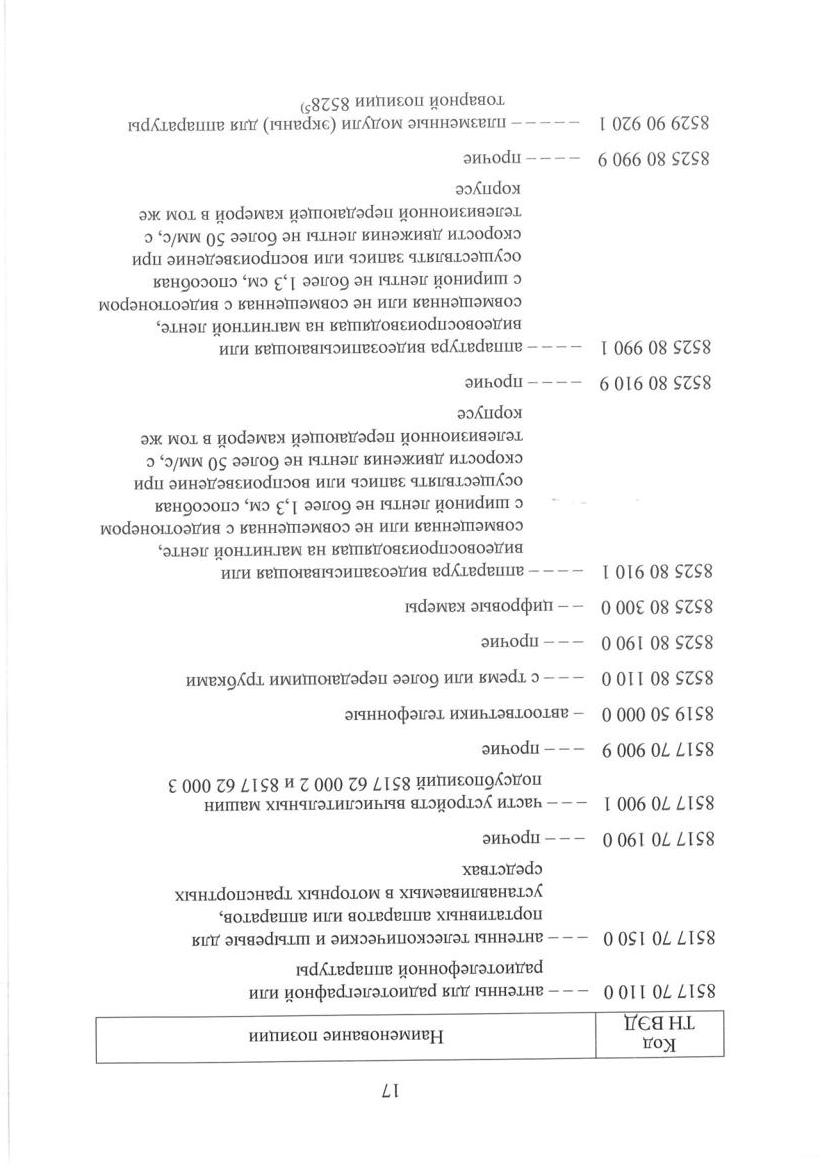 17
Код
ТН ВЭД
Наименование позиции
8517 70 110 0 – – – антенны для радиотелеграфной или
радиотелефонной аппаратуры
8517 70 150 0 – – – антенны телескопические и штыревые для
портативных аппаратов или аппаратов,
устанавливаемых в моторных транспортных
средствах
8517 70 190 0 – – – прочие
8517 70 900 1 – – – части устройств вычислительных машин
подсубпозиций 8517 62 000 2 и 8517 62 000 3
8517 70 900 9 – – – прочие
8519 50 000 0 – автоответчики телефонные
8525 80 110 0 – – – с тремя или более передающими трубками
8525 80 190 0 – – – прочие
8525 80 300 0 – – цифровые камеры
8525 80 910 1 – – – – аппаратура видеозаписывающая или
видеовоспроизводящая на магнитной ленте,
совмещенная или не совмещенная с видеотюнером
с шириной ленты не более 1,3 см, способная
осуществлять запись или воспроизведение при
скорости движения ленты не более 50 мм/с, с
телевизионной передающей камерой в том же
корпусе
8525 80 910 9 – – – – прочие
8525 80 990 1 – – – – аппаратура видеозаписывающая или
видеовоспроизводящая на магнитной ленте,
совмещенная или не совмещенная с видеотюнером
с шириной ленты не более 1,3 см, способная
осуществлять запись или воспроизведение при
скорости движения ленты не более 50 мм/с, с
телевизионной передающей камерой в том же
корпусе
8525 80 990 9 – – – – прочие
8529 90 920 1 – – – – – плазменные модули (экраны) для аппаратуры
товарной позиции 8528⁵⁾